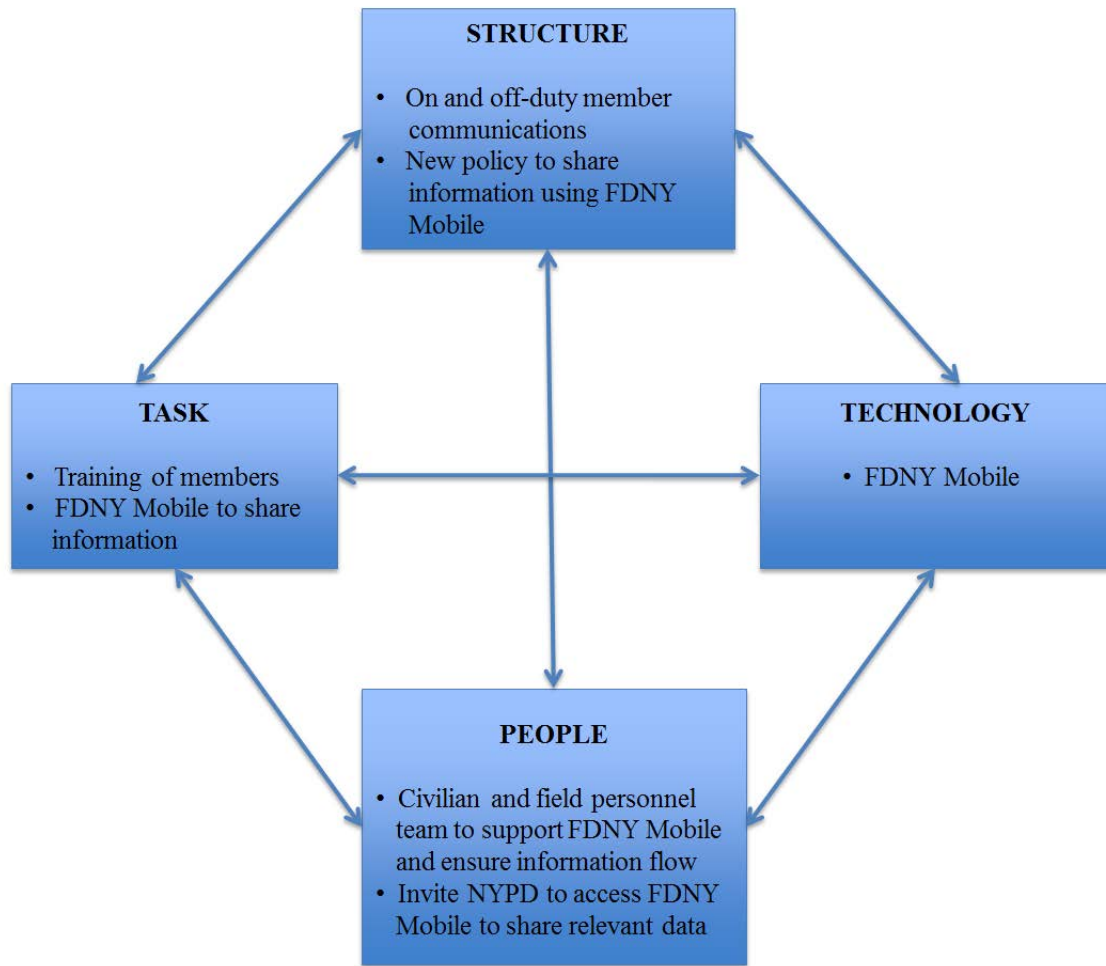 STRUCTURE
• On and off-duty member
communications
• New policy to share
information using FDNY
Mobile
TASK
• Training of members
• FDNY Mobile to share
information
TECHNOLOGY
• FDNY Mobile
PEOPLE
• Civilian and field personnel
team to support FDNY Mobile
and ensure information flow
• Invite NYPD to access FDNY
Mobile to share relevant data